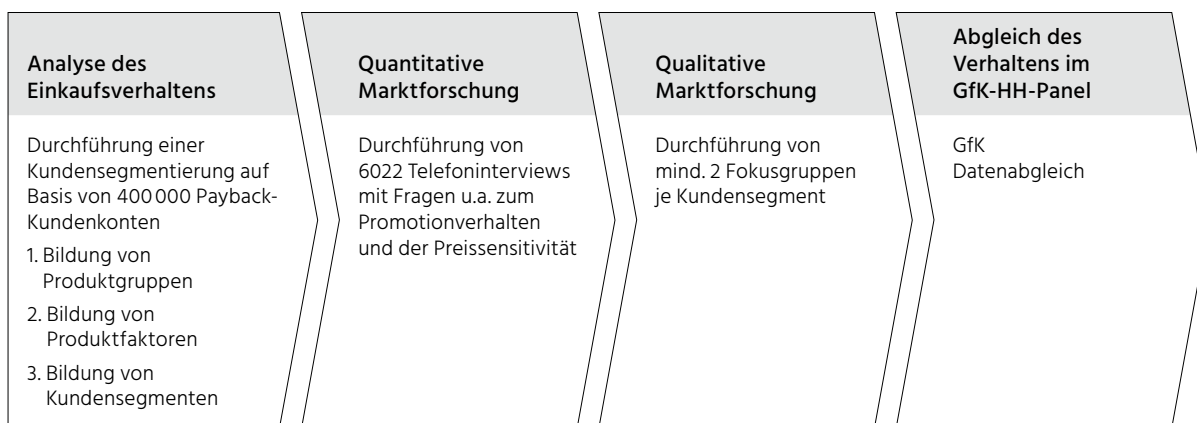 Analyse des
Einkaufsverhaltens
Durchführung einer
Kundensegmentierung auf
Basis von 400 000 Payback-
Kundenkonten
1. Bildung von
Produktgruppen
2. Bildung von
Produktfaktoren
3. Bildung von
Kundensegmenten
Quantitative
Marktforschung
Durchführung von
6022 Telefoninterviews
mit Fragen u.a. zum
Promotionverhalten
und der Preissensitivität
Qualitative
Marktforschung
Durchführung von
mind. 2 Fokusgruppen
je Kundensegment
Abgleich des
Verhaltens im
GfK-HH-Panel
GfK
Datenabgleich